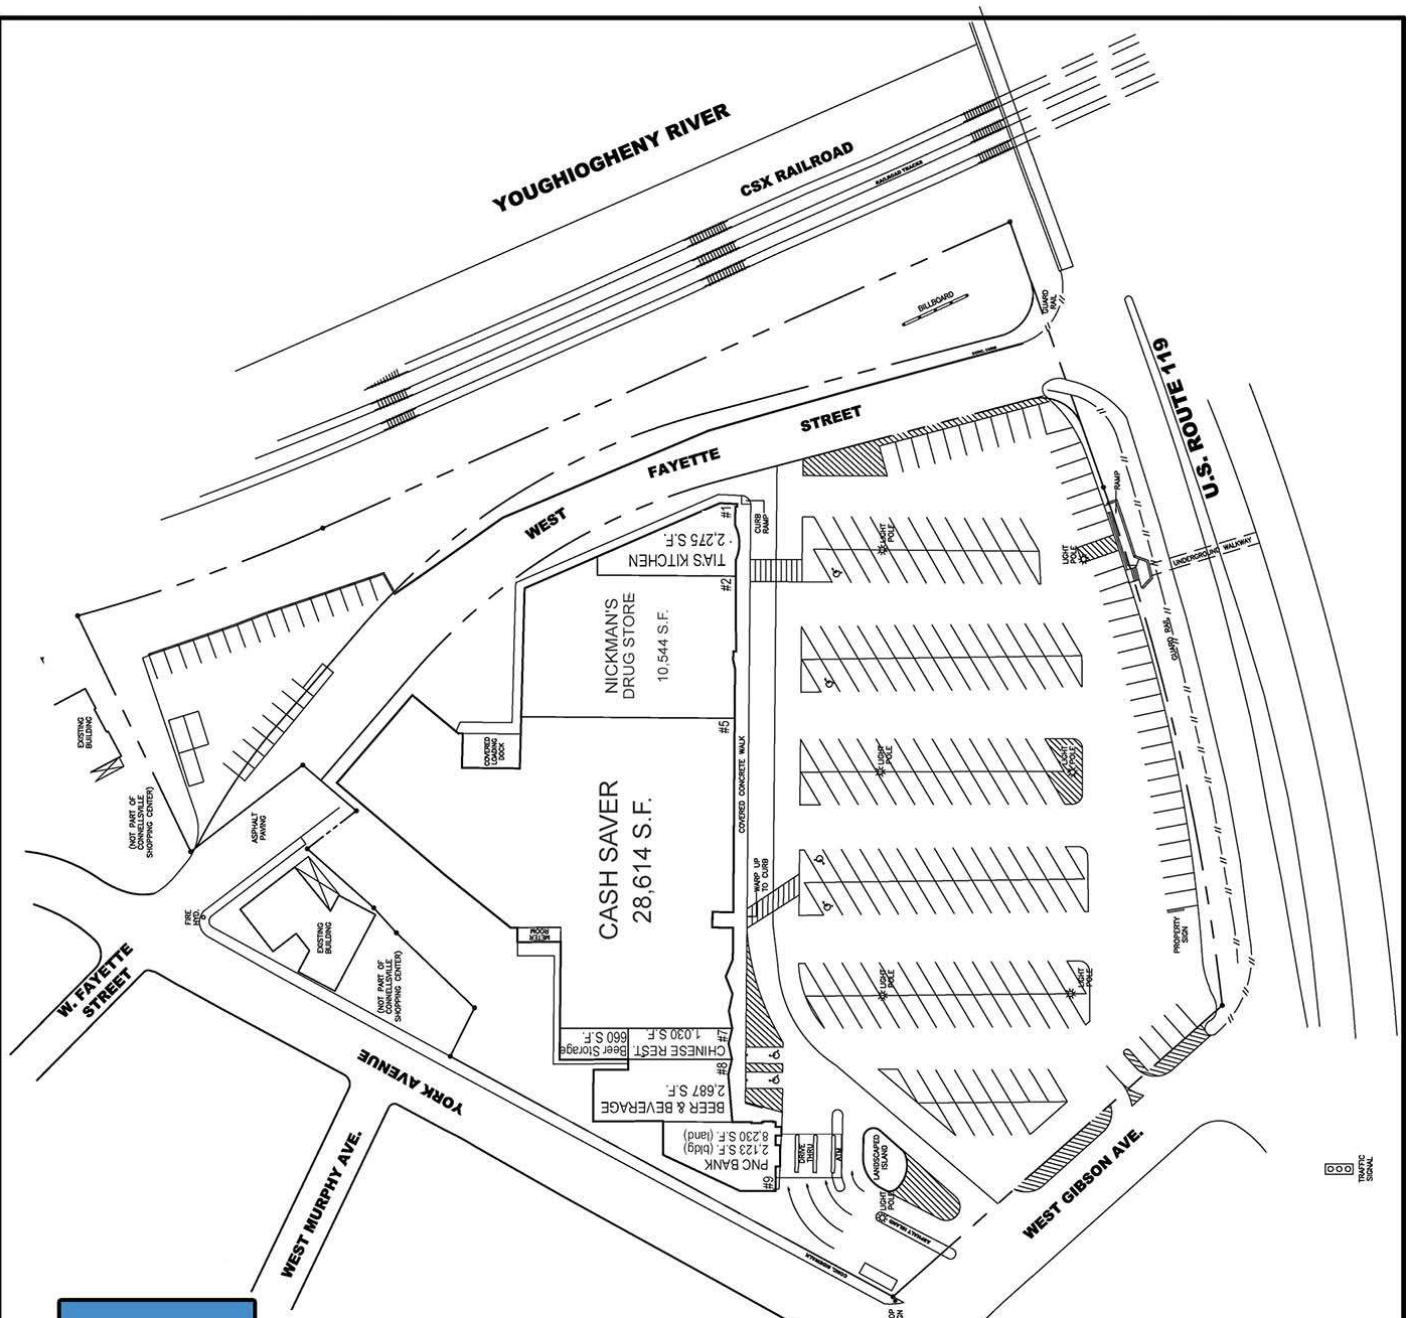 YOUGHIOGHENY RIVER
CSX RAILROAD
RAILROAD TRACKS
BILLBOARD
GUARD
RAIL
U.S. ROUTE 119
WEST
FAYETTE
STREET
CURB
RAMP
#1
TIA'S KITCHEN
2,275 S.F.
#2
NICKMAN'S
DRUG STORE
10,544 S.F.
#5
CASH SAVER
28,614 S.F.
COVERED
LOADING
DOCK
COVERED CONCRETE WALK
WARP UP
TO CURB
METER
ROOM
#7
CHINESE REST.
1,030 S.F.
Beer Storage
660 S.F.
#8
BEER & BEVERAGE
2,687 S.F.
#9
PNC BANK
2,123 S.F. (bldg)
8,230 S.F. (land)
DRIVE
THRU
ATM
LANDSCAPED
ISLAND
LIGHT
POLE
ASPHALT ISLAND
CONC. SIDEWALK
LIGHT
POLE
LIGHT
POLE
LIGHT
POLE
LIGHT
POLE
LIGHT
POLE
LIGHT
POLE
RAMP
UNDERGROUND WALKWAY
GUARD RAIL
PROPERTY
SIGN
TRAFFIC
SIGNAL
WEST GIBSON AVE.
EXISTING
BUILDING
(NOT PART OF
CONNELLSVILLE
SHOPPING CENTER)
ASPHALT
PAVING
FIRE
HYD.
EXISTING
BUILDING
(NOT PART OF
CONNELLSVILLE
SHOPPING CENTER)
W. FAYETTE
STREET
YORK AVENUE
WEST MURPHY AVE.